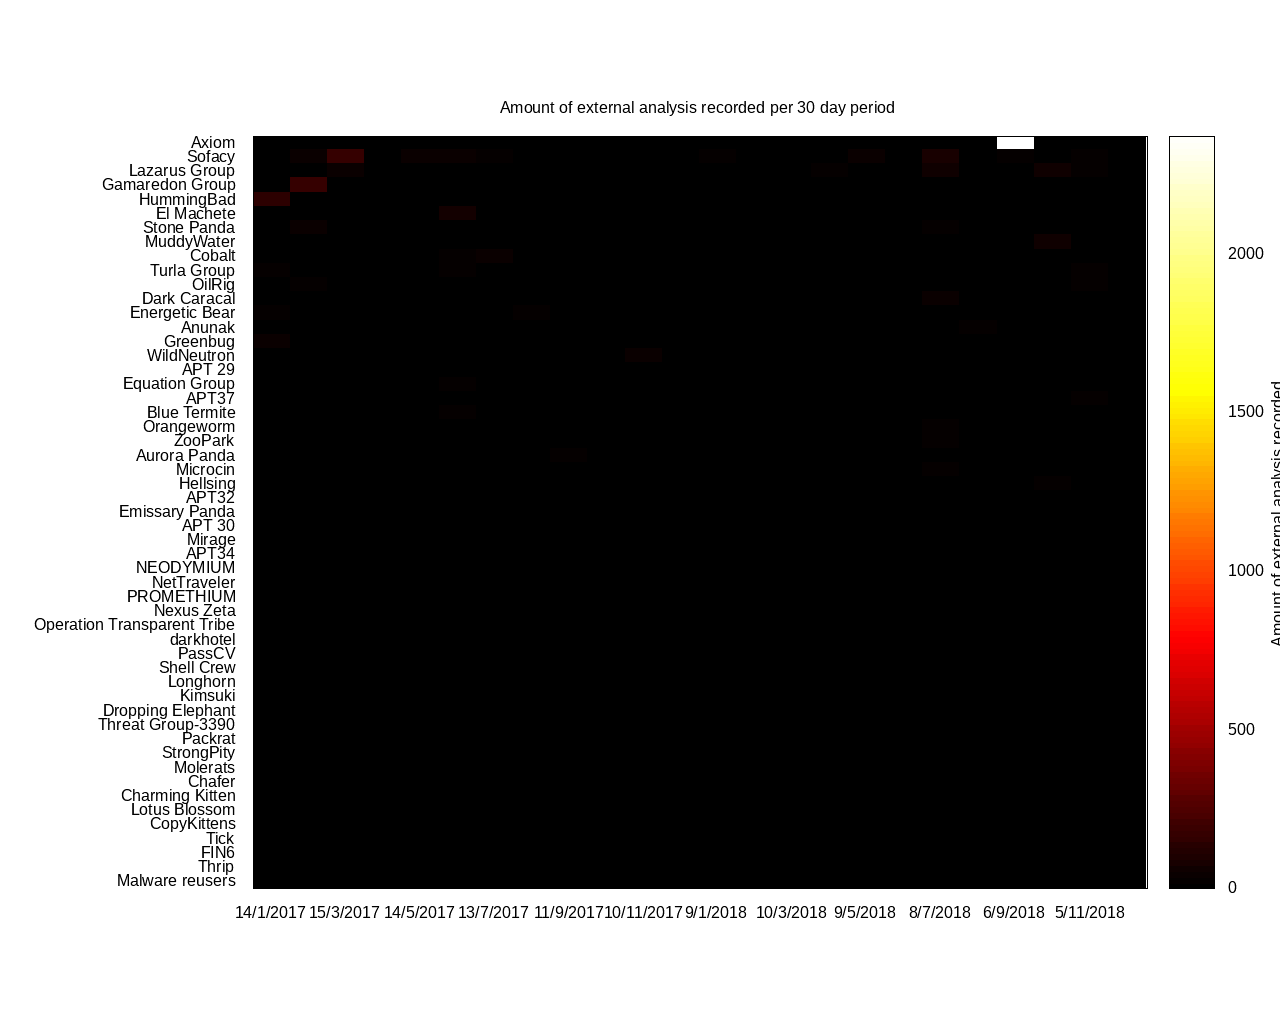 Amount of external analysis recorded per 30 day period
Axiom
Sofacy
Lazarus Group
Gamaredon Group
HummingBad
El Machete
Stone Panda
MuddyWater
Cobalt
Turla Group
OilRig
Dark Caracal
Energetic Bear
Anunak
Greenbug
WildNeutron
APT 29
Equation Group
APT37
Blue Termite
Orangeworm
ZooPark
Aurora Panda
Microcin
Hellsing
APT32
Emissary Panda
APT 30
Mirage
APT34
NEODYMIUM
NetTraveler
PROMETHIUM
Nexus Zeta
Operation Transparent Tribe
darkhotel
PassCV
Shell Crew
Longhorn
Kimsuki
Dropping Elephant
Threat Group-3390
Packrat
StrongPity
Molerats
Chafer
Charming Kitten
Lotus Blossom
CopyKittens
Tick
FIN6
Thrip
Malware reusers
14/1/2017 15/3/2017 14/5/2017 13/7/2017 11/9/2017 10/11/2017 9/1/2018 10/3/2018 9/5/2018 8/7/2018 6/9/2018 5/11/2018
2000
1500
1000
500
0
Amount of external analysis recorded